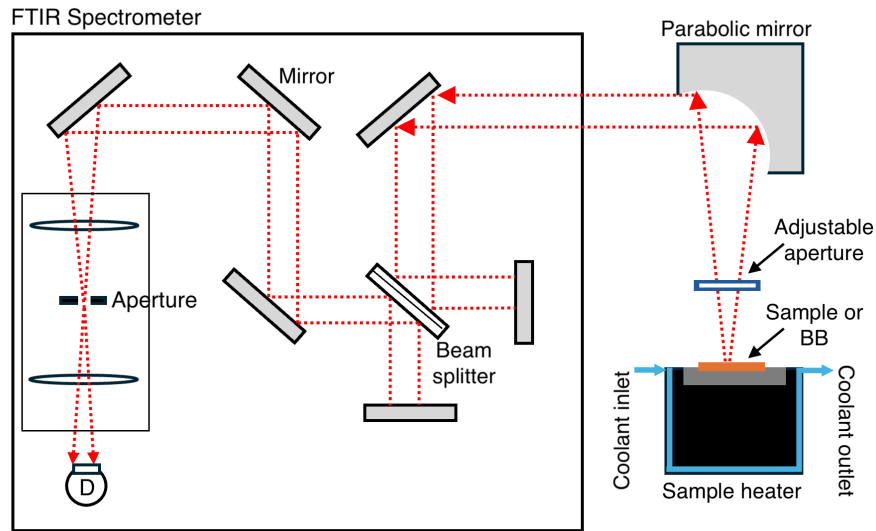 FTIR Spectrometer
Parabolic mirror
Mirror
Adjustable
aperture
Aperture
Sample or
BB
Beam
splitter
Coolant inlet
Coolant outlet
D
Sample heater